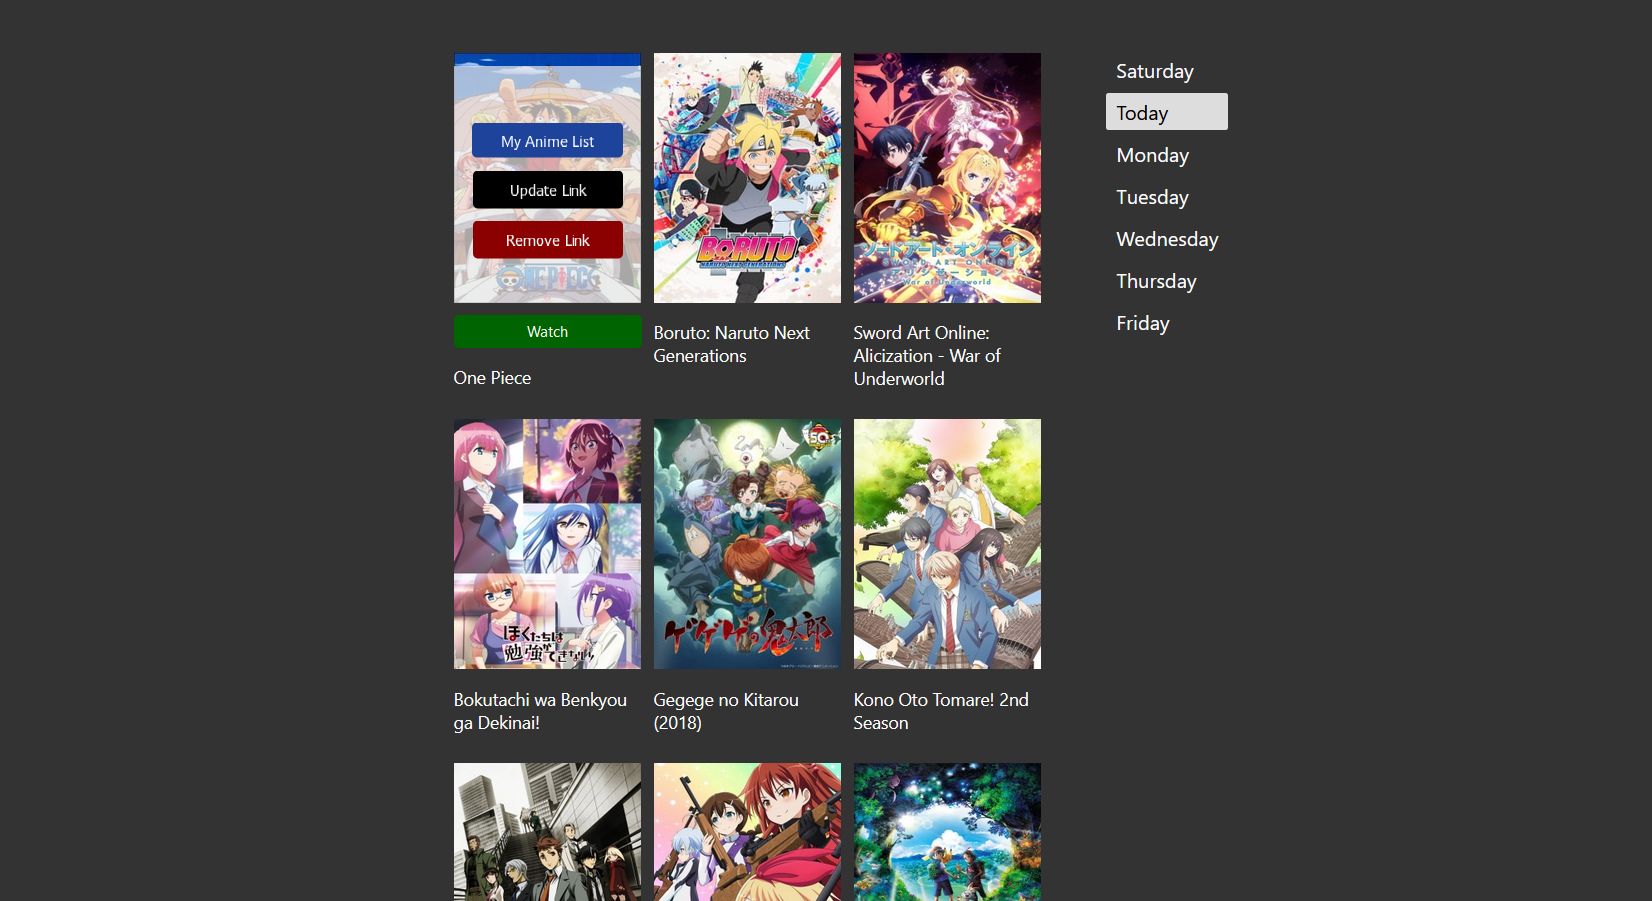 My Anime List
Update Link
Remove Link
ONE PIECE
Watch
One Piece
BORUTO
NARUTO NEXT GENERATIONS
Boruto: Naruto Next
Generations
ソードアート・オンライン
SWORD ART ONLINE
アリシゼーション
War of Underworld
Sword Art Online:
Alicization - War of
Underworld
Saturday
Today
Monday
Tuesday
Wednesday
Thursday
Friday
ぼくたちは
勉強ができない
Bokutachi wa Benkyou
ga Dekinai!
50
ゲゲゲの鬼太郎
Gegege no Kitarou
(2018)
Kono Oto Tomare! 2nd
Season